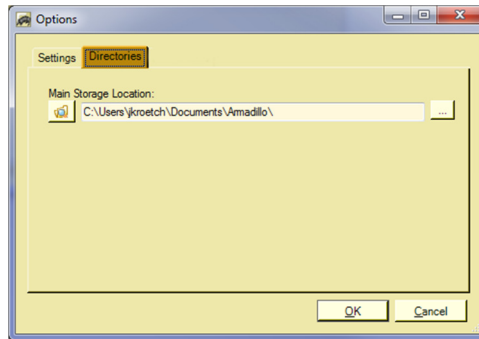 Options
Settings Directories
Main Storage Location:
C:\Users\jkroetch\Documents\Armadillo\
...
OK Cancel